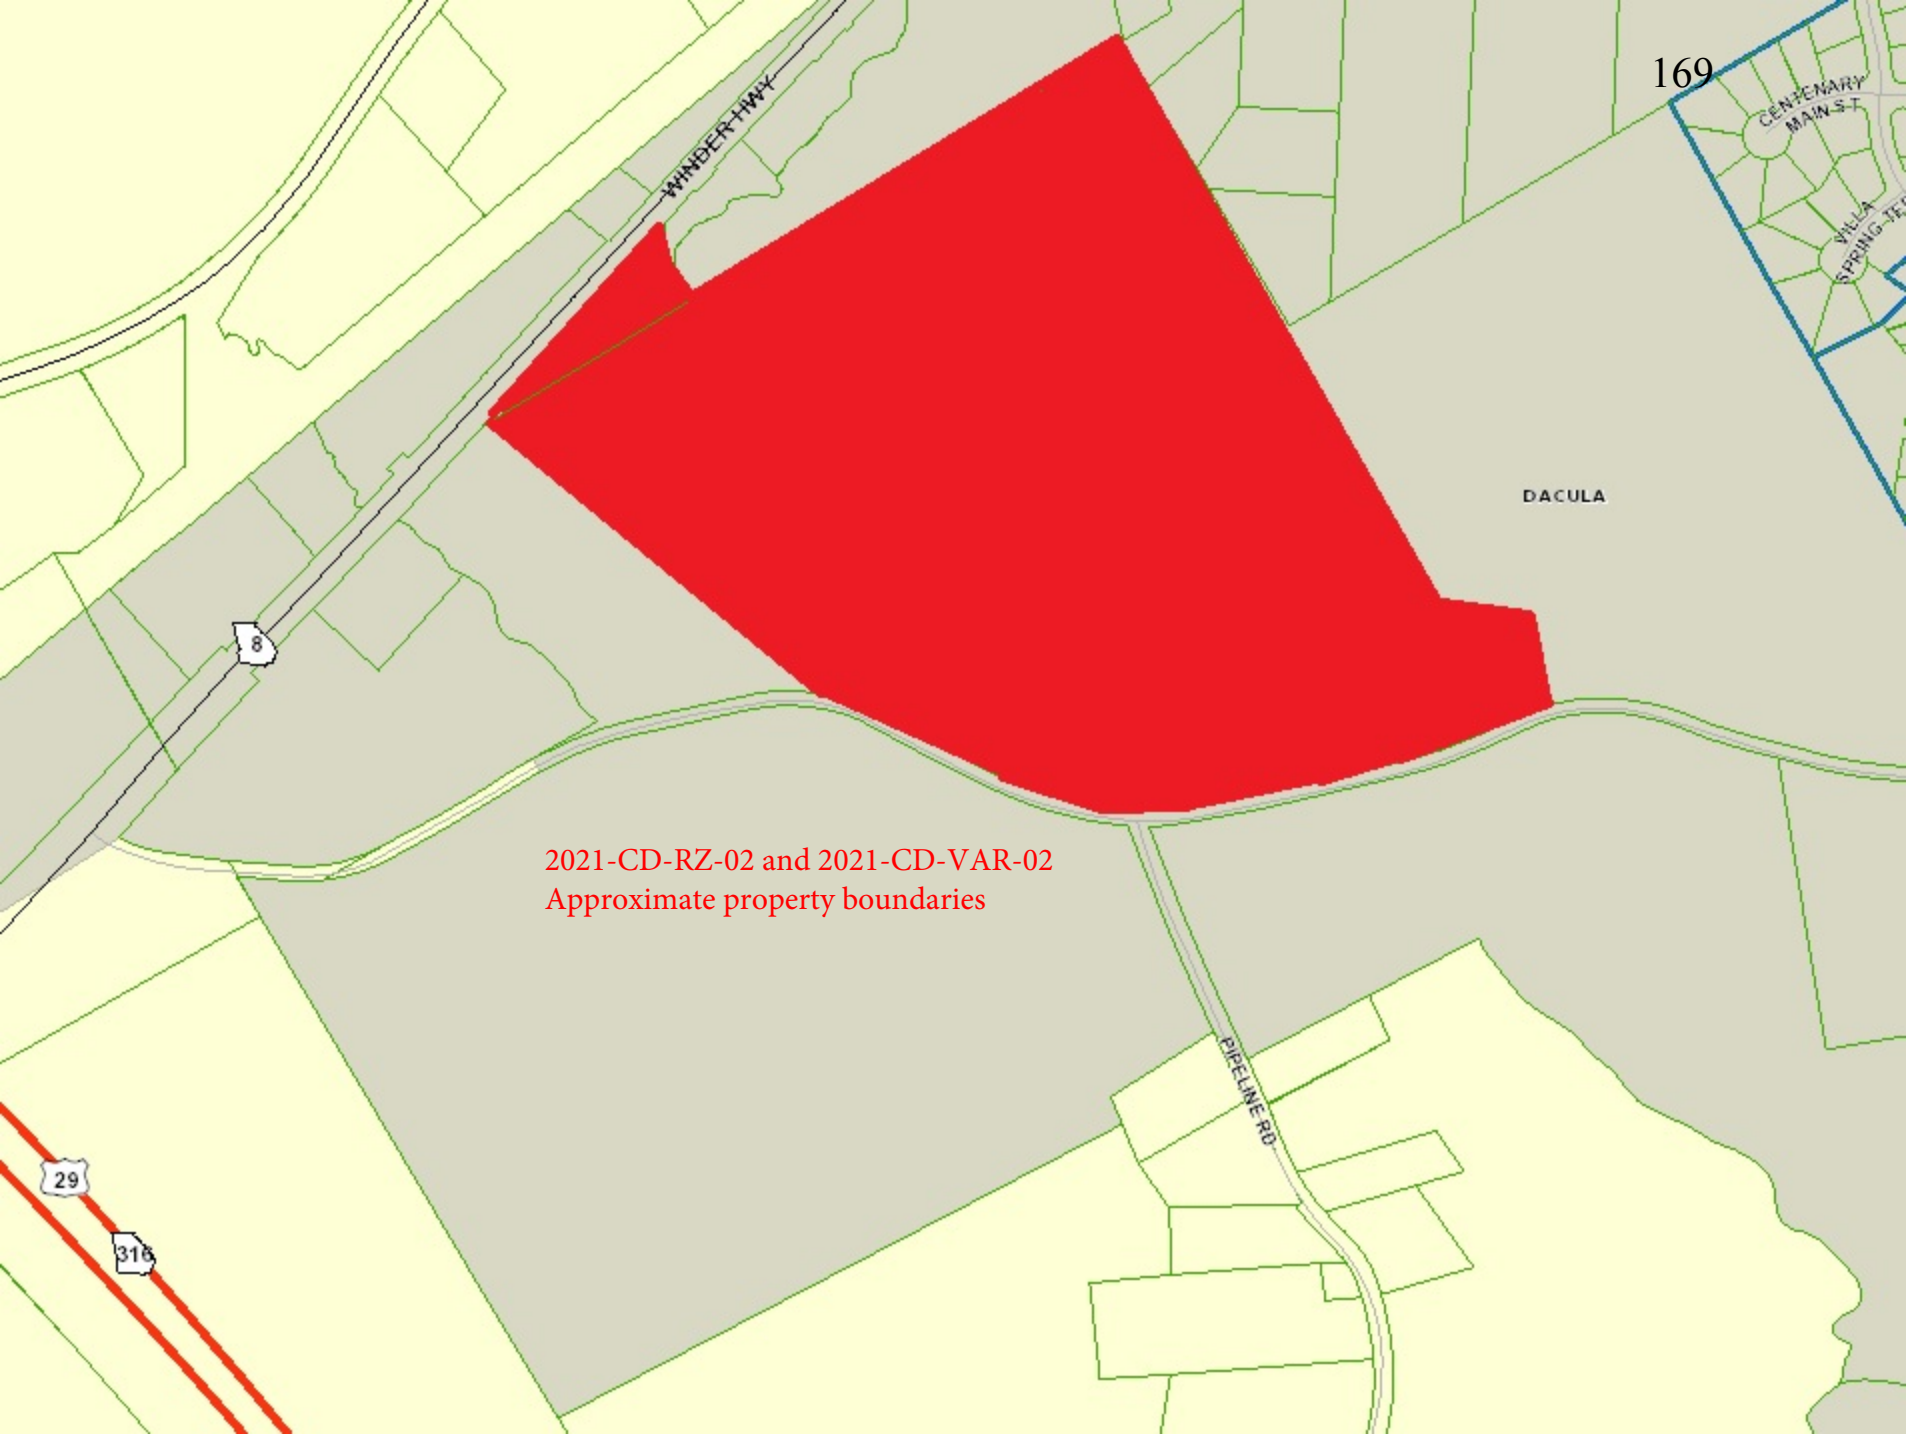 169
CENTENARY
MAIN ST
WINDER HWY
VILLA
SPRING TE
DACULA
8
2021-CD-RZ-02 and 2021-CD-VAR-02
Approximate property boundaries
PIPELINE RD
29
316